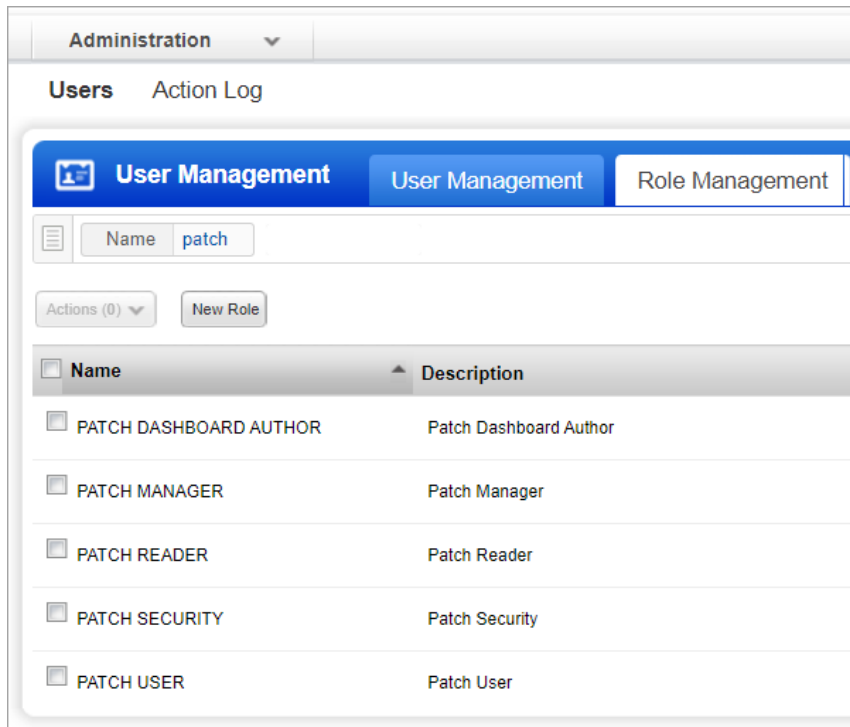 Administration
Users Action Log
User Management User Management Role Management
Name patch
Actions (0) New Role
Name Description
PATCH DASHBOARD AUTHOR Patch Dashboard Author
PATCH MANAGER Patch Manager
PATCH READER Patch Reader
PATCH SECURITY Patch Security
PATCH USER Patch User